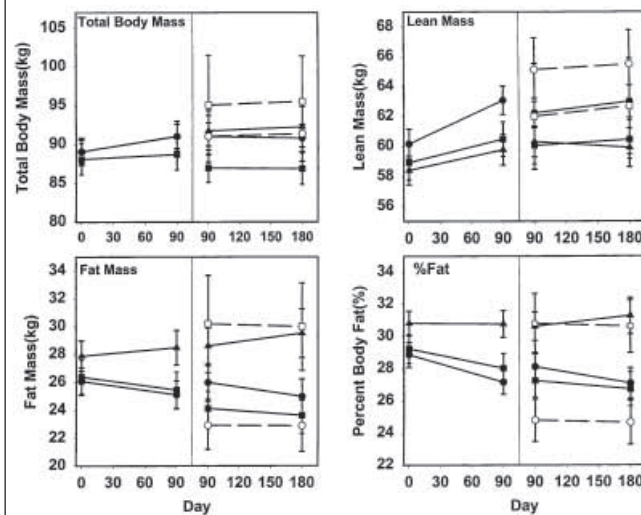 Total Body Mass
Total Body Mass(kg)
105
100
95
90
85
80
0 30 60 90 90 120 150 180
Lean Mass
Lean Mass(kg)
68
66
64
62
60
58
56
0 30 60 90 90 120 150 180
Fat Mass
Fat Mass(kg)
34
32
30
28
26
24
22
20
0 30 60 90 90 120 150 180
Day
%Fat
Percent Body Fat(%)
34
32
30
28
26
24
22
0 30 60 90 90 120 150 180
Day